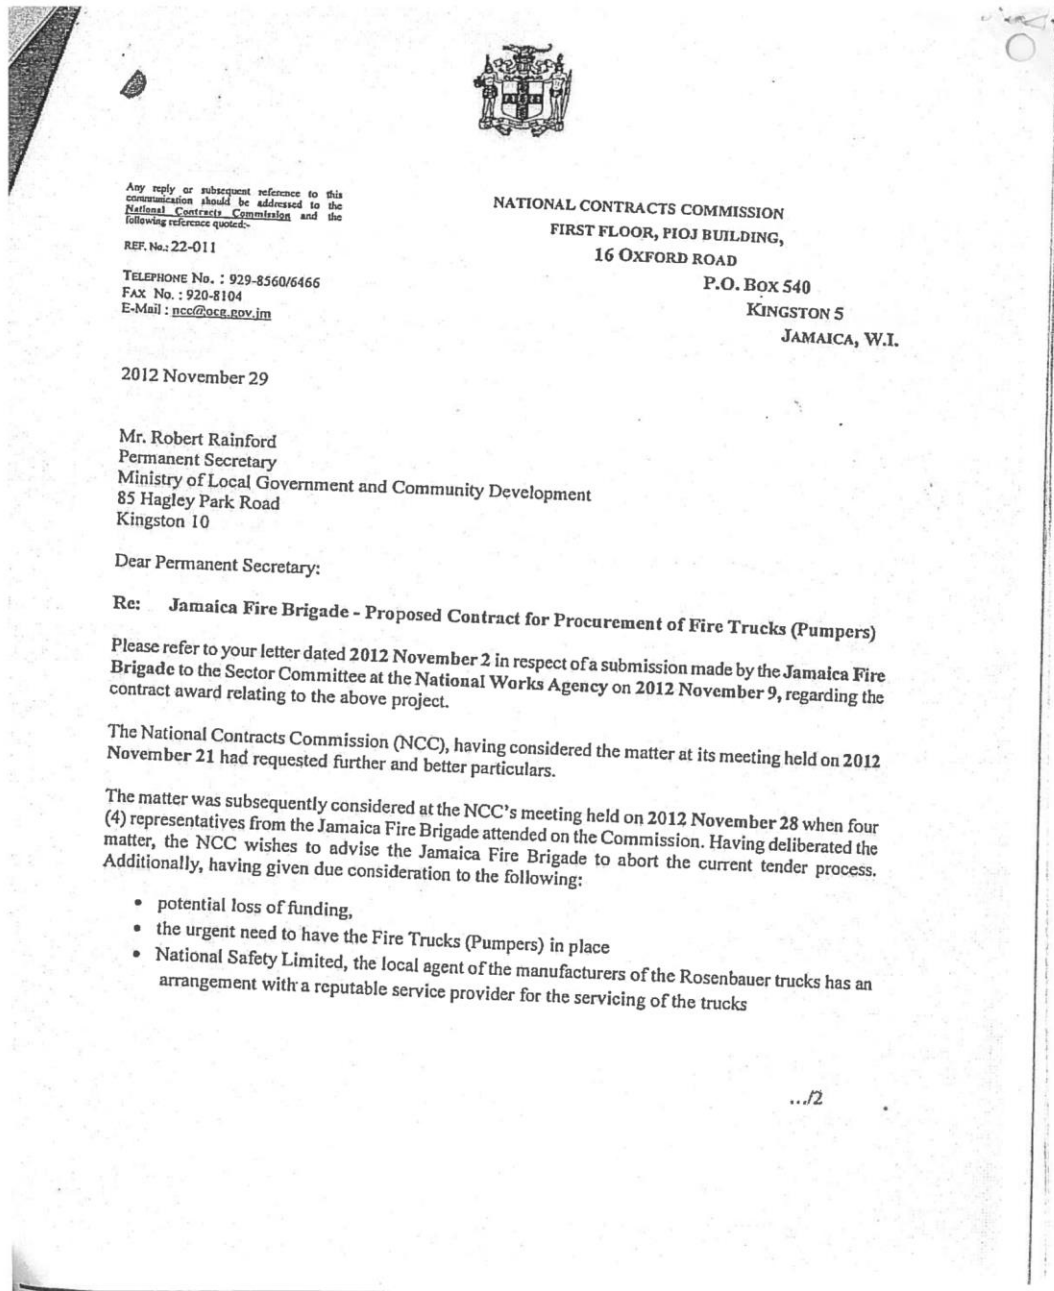 Any reply or subsequent reference to this
communication should be addressed to the
National Contracts Commission and the
following reference quoted:-
REF. No.: 22-011
TELEPHONE No. : 929-8560/6466
FAX No. : 920-8104
E-Mail : ncc@ocg.gov.jm
NATIONAL CONTRACTS COMMISSION
FIRST FLOOR, PIOJ BUILDING,
16 OXFORD ROAD
P.O. BOX 540
KINGSTON 5
JAMAICA, W.I.
2012 November 29
Mr. Robert Rainford
Permanent Secretary
Ministry of Local Government and Community Development
85 Hagley Park Road
Kingston 10
Dear Permanent Secretary:
Re: Jamaica Fire Brigade - Proposed Contract for Procurement of Fire Trucks (Pumpers)
Please refer to your letter dated 2012 November 2 in respect of a submission made by the Jamaica Fire
Brigade to the Sector Committee at the National Works Agency on 2012 November 9, regarding the
contract award relating to the above project.
The National Contracts Commission (NCC), having considered the matter at its meeting held on 2012
November 21 had requested further and better particulars.
The matter was subsequently considered at the NCC's meeting held on 2012 November 28 when four
(4) representatives from the Jamaica Fire Brigade attended on the Commission. Having deliberated the
matter, the NCC wishes to advise the Jamaica Fire Brigade to abort the current tender process.
Additionally, having given due consideration to the following:
• potential loss of funding,
• the urgent need to have the Fire Trucks (Pumpers) in place
• National Safety Limited, the local agent of the manufacturers of the Rosenbauer trucks has an
arrangement with a reputable service provider for the servicing of the trucks
.../2